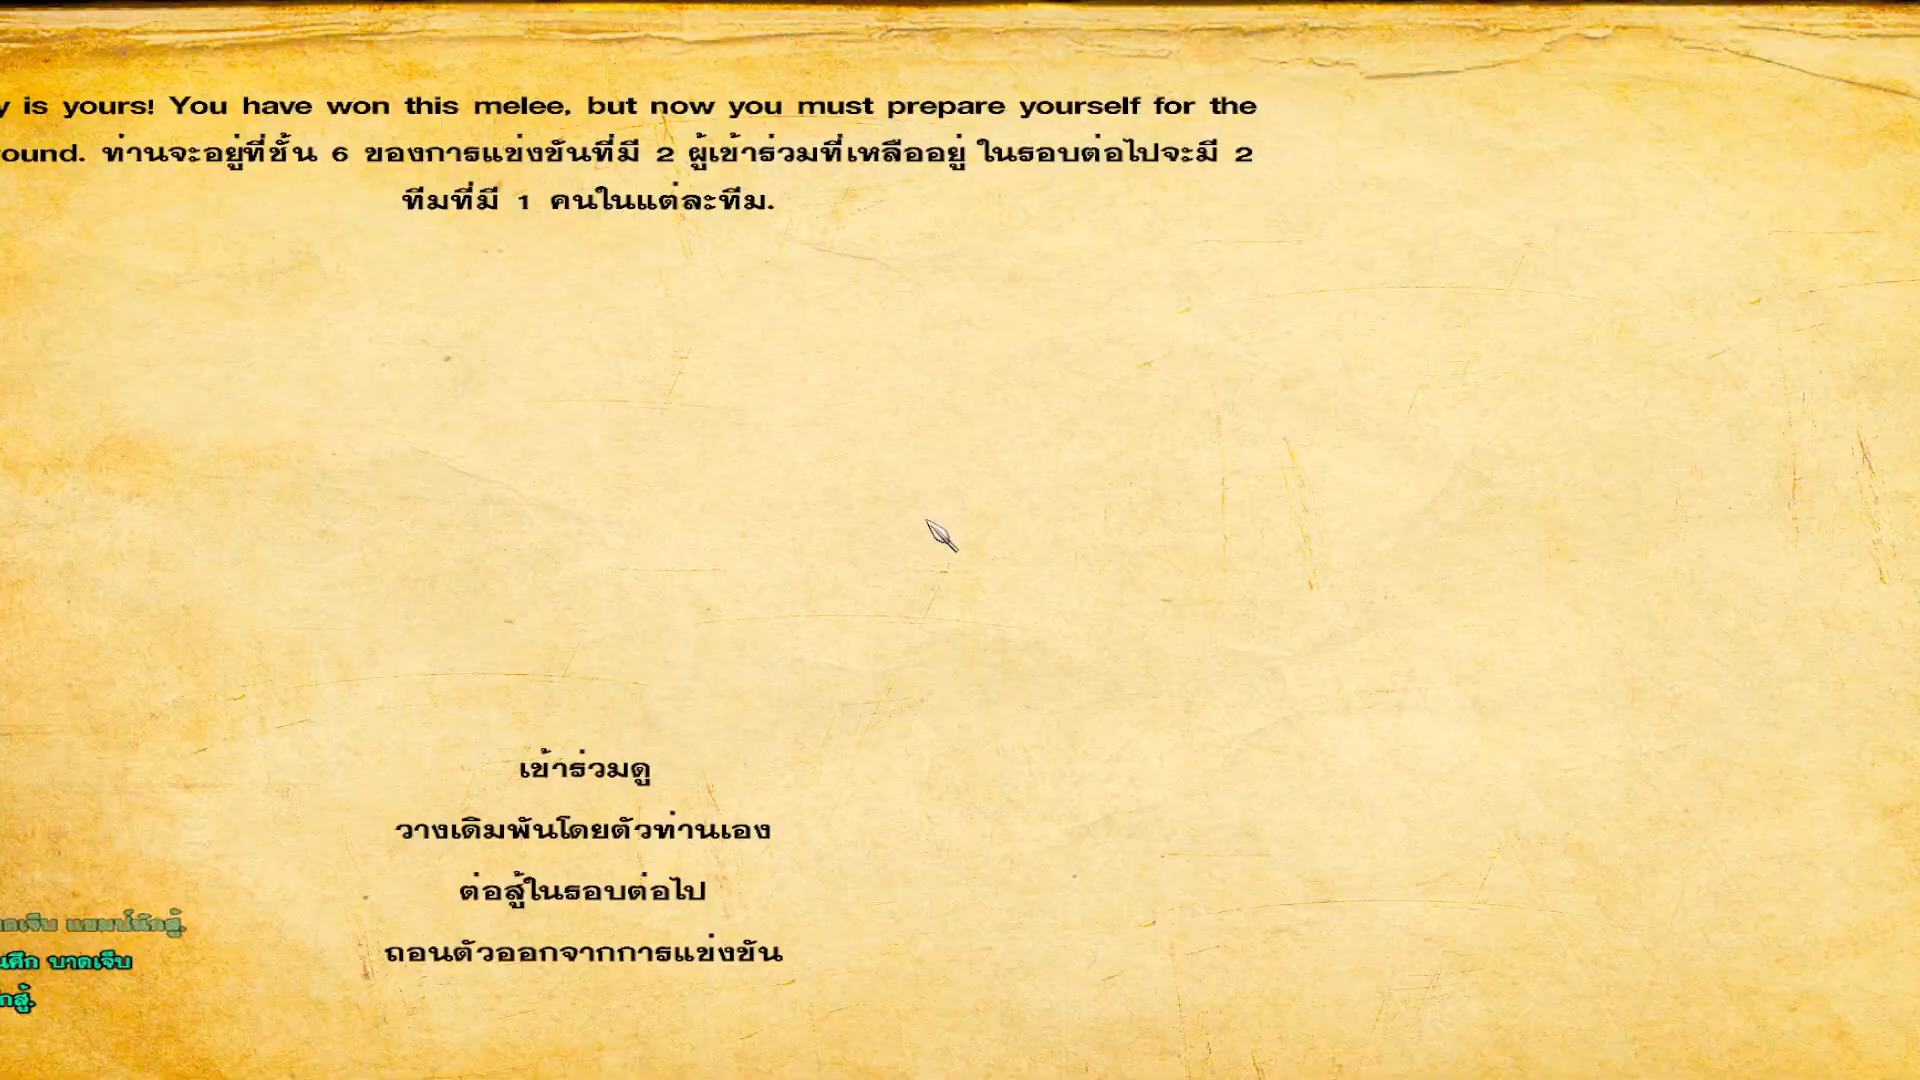 is yours! You have won this melee, but now you must prepare yourself for the
ท่านจะอยู่ที่ชั้น 6 ของการแข่งขันที่มี 2 ผู้เข้าร่วมที่เหลืออยู่ ในรอบต่อไปจะมี 2
ทีมที่มี 1 คนในแต่ละทีม.
เข้าร่วมดู
วางเดิมพันโดยตัวท่านเอง
ต่อสู้ในรอบต่อไป
ถอนตัวออกจากการแข่งขัน
บาดเจ็บ